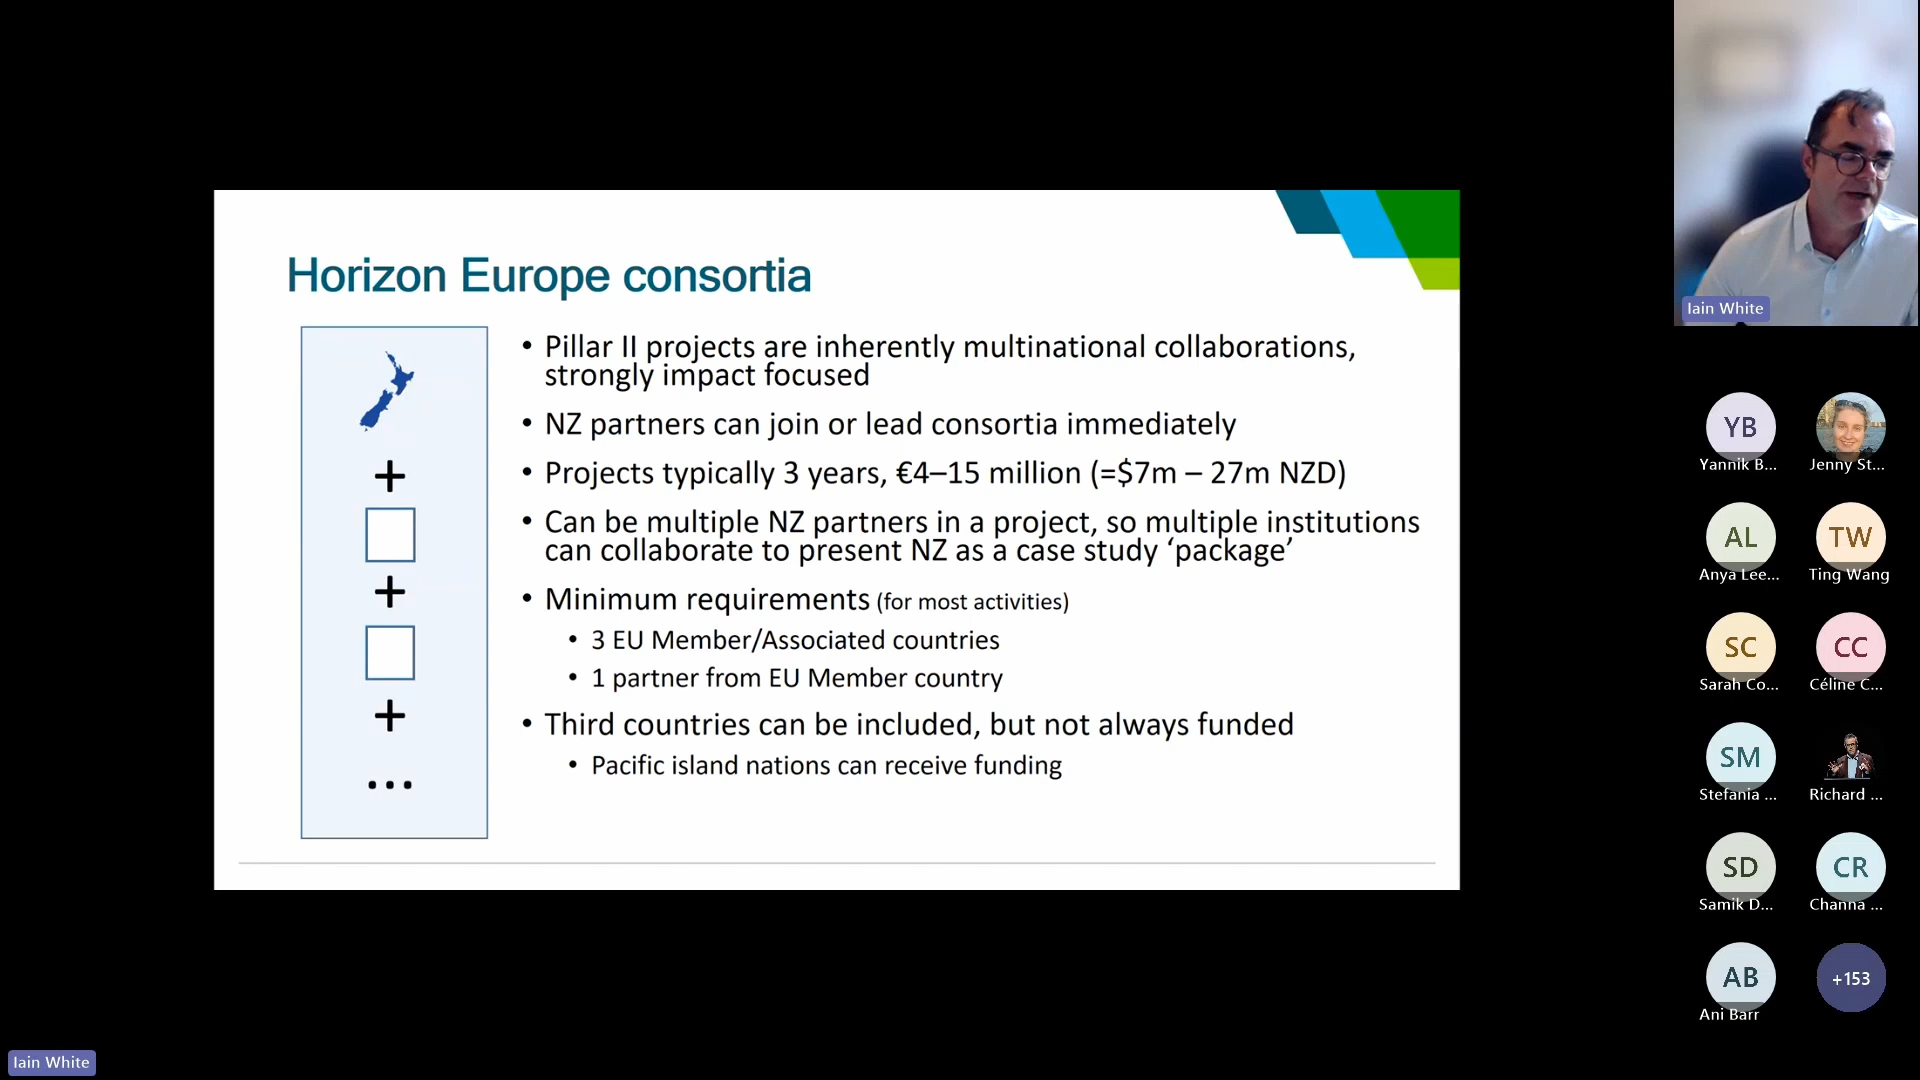 Horizon Europe consortia
+
+
+
...
• Pillar II projects are inherently multinational collaborations,
strongly impact focused
• NZ partners can join or lead consortia immediately
• Projects typically 3 years, €4–15 million (=$7m – 27m NZD)
• Can be multiple NZ partners in a project, so multiple institutions
can collaborate to present NZ as a case study ‘package’
• Minimum requirements (for most activities)
• 3 EU Member/Associated countries
• 1 partner from EU Member country
• Third countries can be included, but not always funded
• Pacific island nations can receive funding
Iain White
YB
Yannik B...
Jenny St...
AL
Anya Lee...
TW
Ting Wang
SC
Sarah Co...
CC
Céline C...
SM
Stefania ...
Richard ...
SD
Samik D...
CR
Channa ...
AB
Ani Barr
+153
Iain White